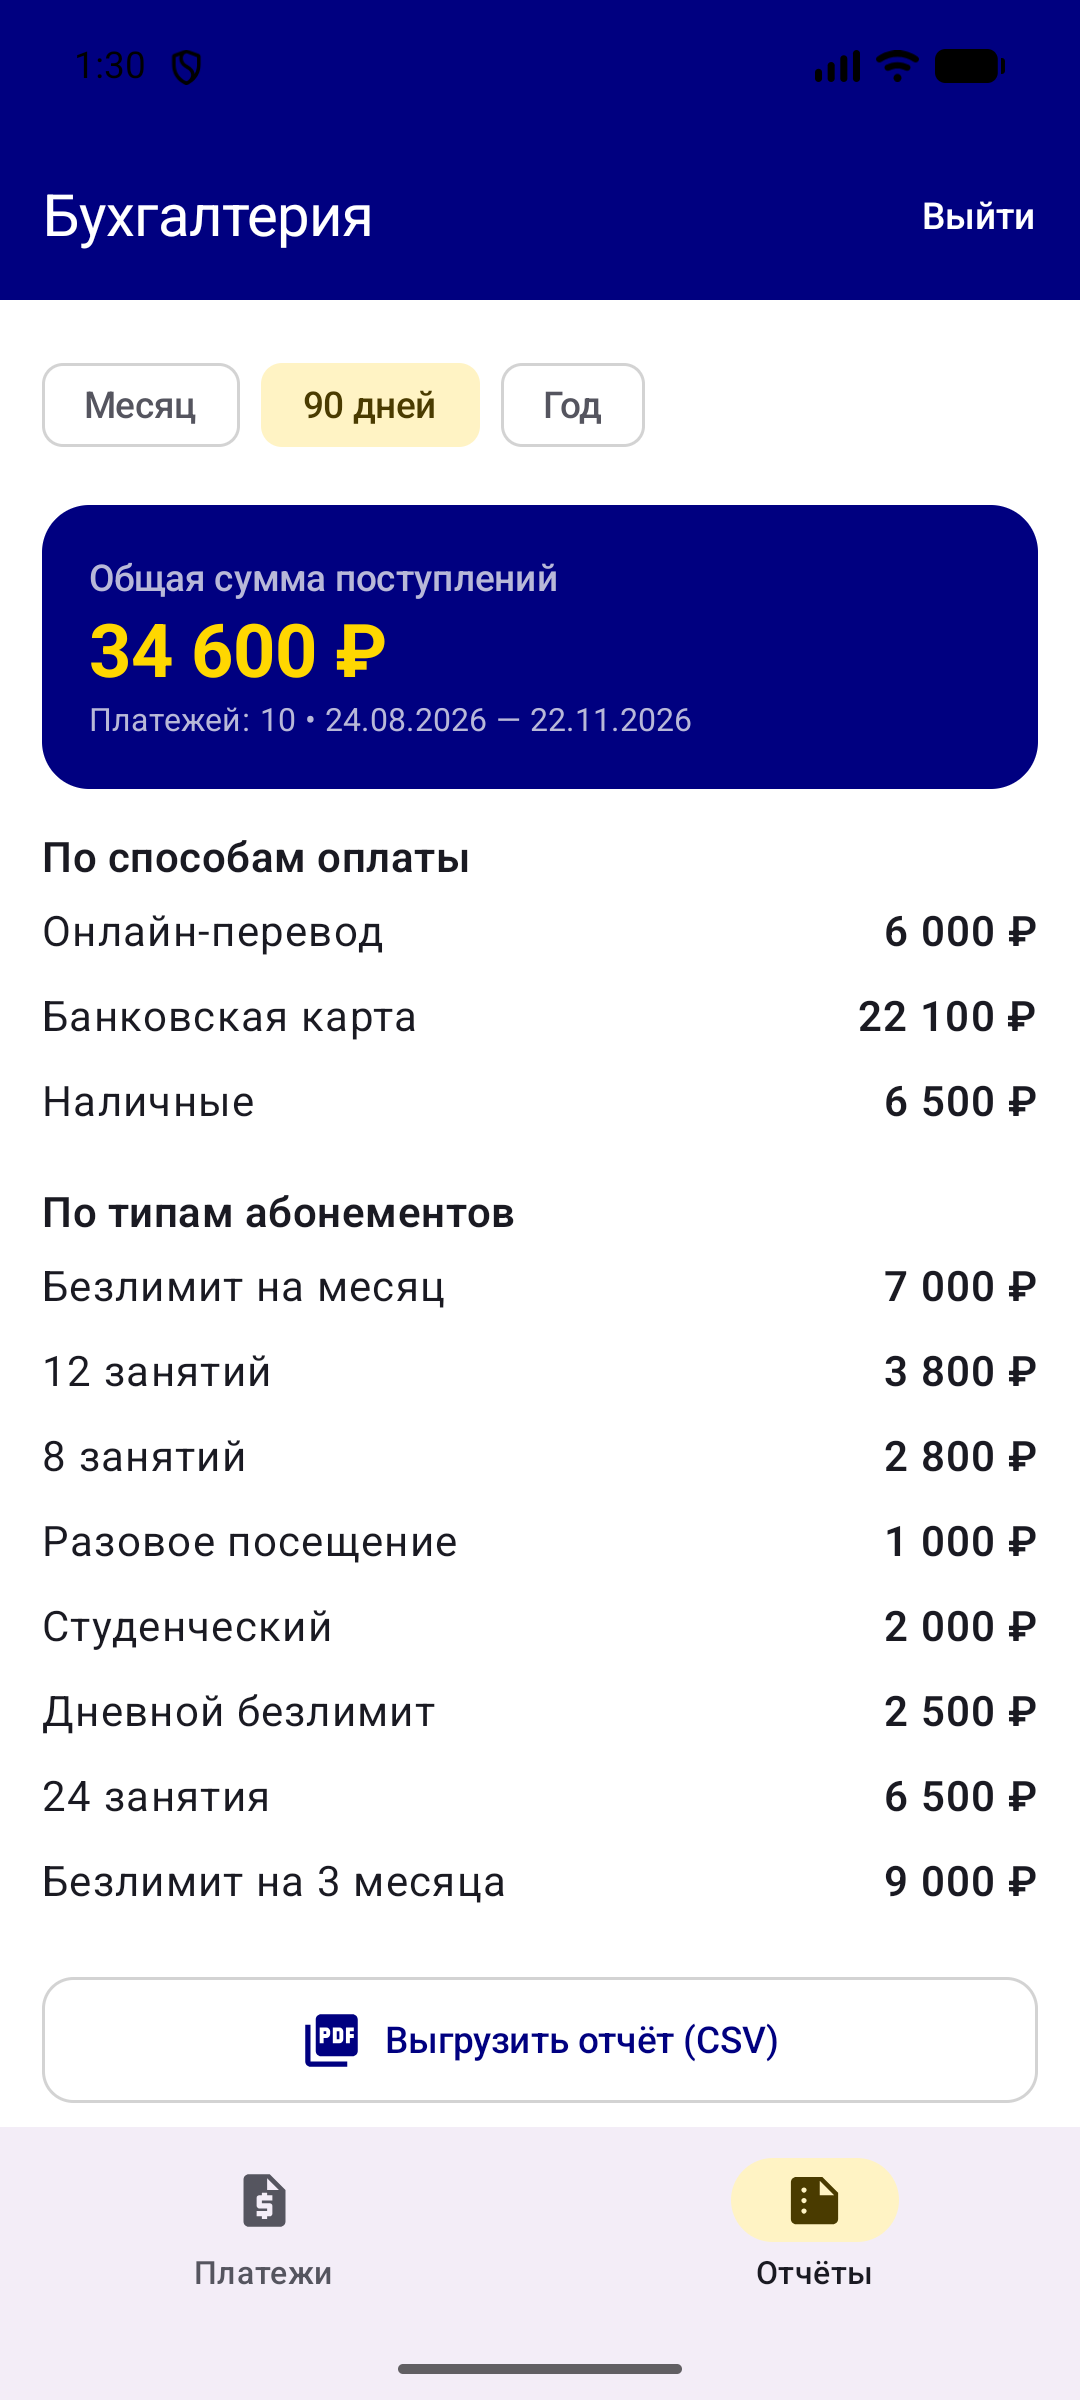 1:30
Бухгалтерия
Выйти
Месяц
90 дней
Год
Общая сумма поступлений
34 600 ₽
Платежей: 10 • 24.08.2026 — 22.11.2026
По способам оплаты
Онлайн-перевод 6 000 ₽
Банковская карта 22 100 ₽
Наличные 6 500 ₽
По типам абонементов
Безлимит на месяц 7 000 ₽
12 занятий 3 800 ₽
8 занятий 2 800 ₽
Разовое посещение 1 000 ₽
Студенческий 2 000 ₽
Дневной безлимит 2 500 ₽
24 занятия 6 500 ₽
Безлимит на 3 месяца 9 000 ₽
PDF Выгрузить отчёт (CSV)
Платежи
Отчёты